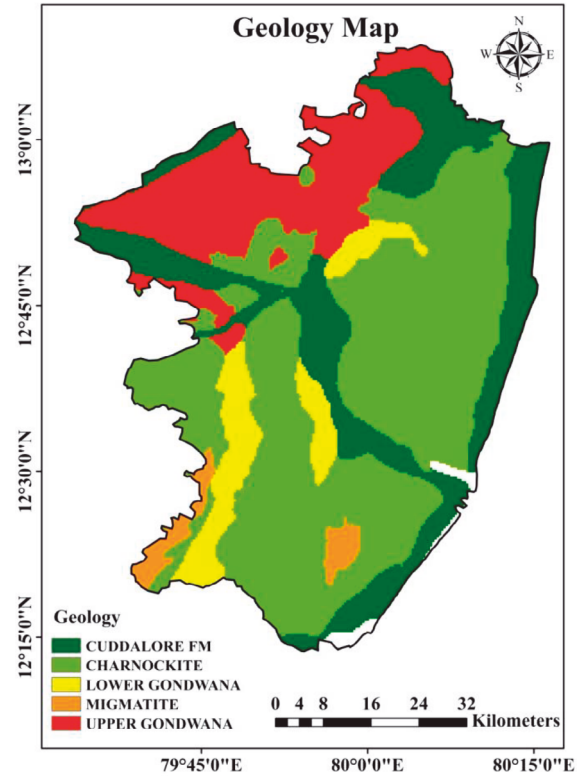 Geology Map
N
W E
S
13°0'0"N
12°45'0"N
12°30'0"N
12°15'0"N
Geology
CUDDALORE FM
CHARNOCKITE
LOWER GONDWANA
MIGMATITE
UPPER GONDWANA
0 4 8 16 24 32
Kilometers
79°45'0"E 80°0'0"E 80°15'0"E